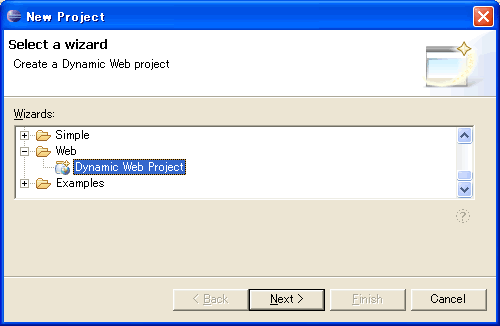 New Project
Select a wizard
Create a Dynamic Web project
Wizards:
Simple
Web
Dynamic Web Project
Examples
?
< Back
Next >
Finish
Cancel